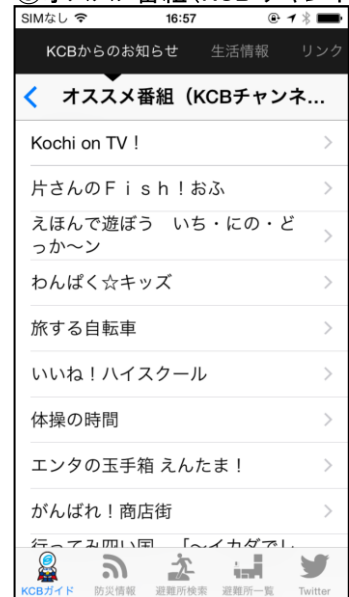 SIMなし 16:57
KCBからのお知らせ 生活情報 リンク
オススメ番組（KCBチャンネ...
Kochi on TV！
片さんのＦｉｓｈ！おふ
えほんで遊ぼう　いち・にの・ど
っか～ン
わんぱく☆キッズ
旅する自転車
いいね！ハイスクール
体操の時間
エンタの玉手箱 えんたま！
がんばれ！商店街
KCBガイド 防災情報 避難所検索 避難所一覧 Twitter